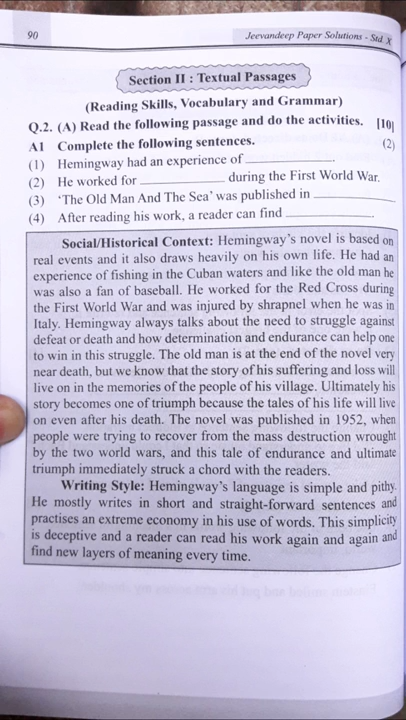 90
Jeevandeep Paper Solutions - Std. X
Section II : Textual Passages
(Reading Skills, Vocabulary and Grammar)
Q.2. (A) Read the following passage and do the activities. [10]
A1 Complete the following sentences. (2)
(1) Hemingway had an experience of ____________.
(2) He worked for ____________ during the First World War.
(3) ‘The Old Man And The Sea’ was published in ____________
(4) After reading his work, a reader can find ____________.
Social/Historical Context: Hemingway’s novel is based on
real events and it also draws heavily on his own life. He had an
experience of fishing in the Cuban waters and like the old man he
was also a fan of baseball. He worked for the Red Cross during
the First World War and was injured by shrapnel when he was in
Italy. Hemingway always talks about the need to struggle against
defeat or death and how determination and endurance can help one
to win in this struggle. The old man is at the end of the novel very
near death, but we know that the story of his suffering and loss will
live on in the memories of the people of his village. Ultimately his
story becomes one of triumph because the tales of his life will live
on even after his death. The novel was published in 1952, when
people were trying to recover from the mass destruction wrought
by the two world wars, and this tale of endurance and ultimate
triumph immediately struck a chord with the readers.
Writing Style: Hemingway’s language is simple and pithy.
He mostly writes in short and straight-forward sentences and
practises an extreme economy in his use of words. This simplicity
is deceptive and a reader can read his work again and again and
find new layers of meaning every time.